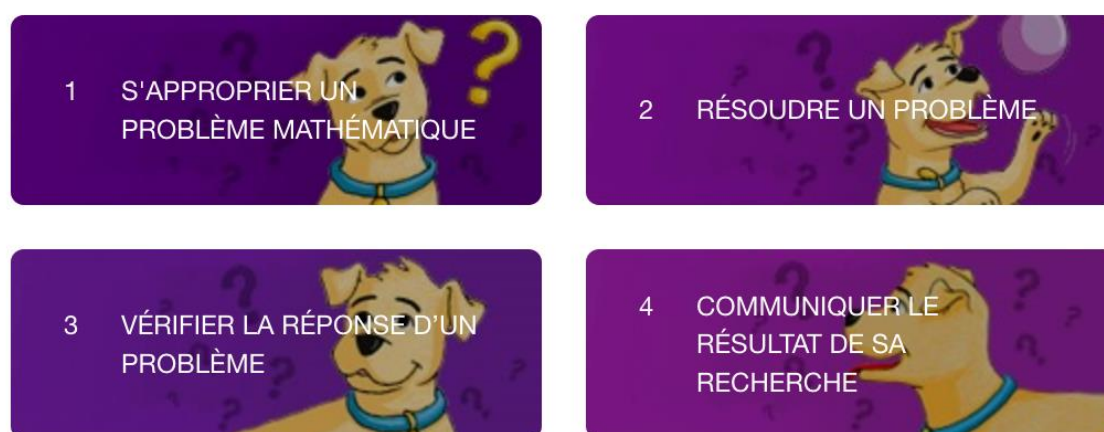 1 S'APPROPRIER UN
PROBLÈME MATHÉMATIQUE
2 RÉSOUDRE UN PROBLÈME
3 VÉRIFIER LA RÉPONSE D’UN
PROBLÈME
4 COMMUNIQUER LE
RÉSULTAT DE SA
RECHERCHE